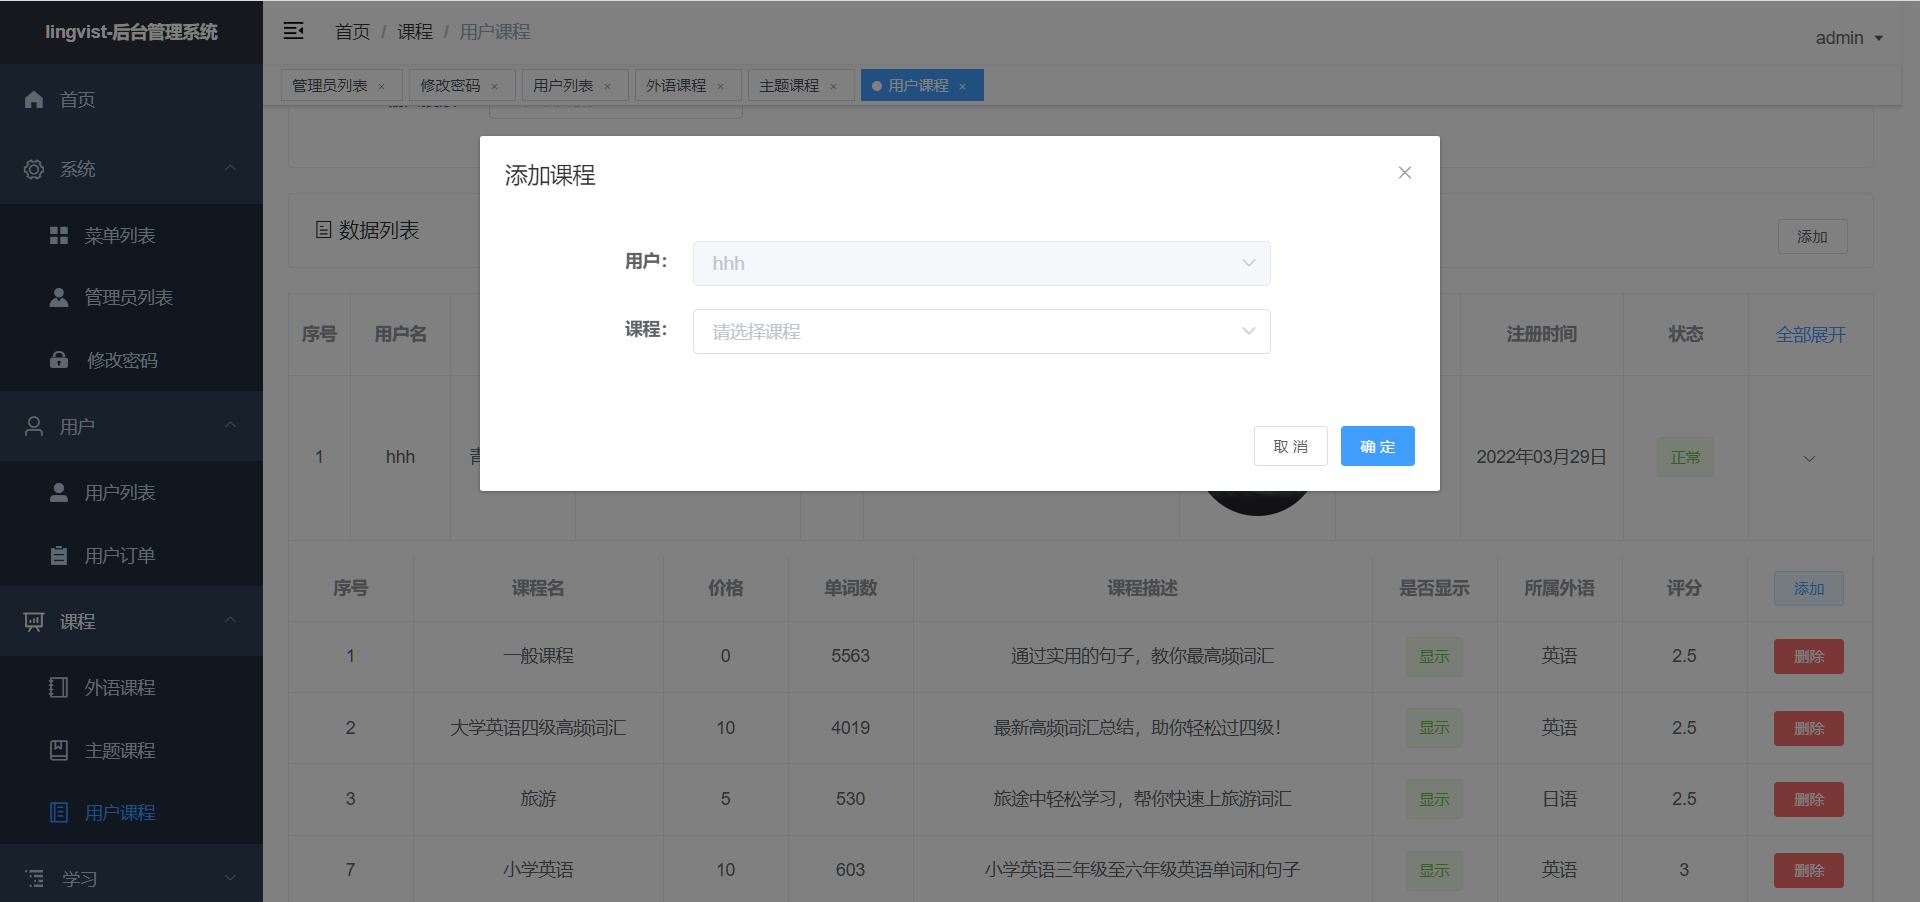 lingvist-后台管理系统
首页 / 课程 / 用户课程
admin
管理员列表 ×
修改密码 ×
用户列表 ×
外语课程 ×
主题课程 ×
用户课程 ×
首页
系统
菜单列表
管理员列表
修改密码
用户
用户列表
用户订单
课程
外语课程
主题课程
用户课程
学习
数据列表
添加
添加课程
用户：
hhh
课程：
请选择课程
取 消
确 定
序号 用户名 注册时间 状态 全部展开
1 hhh 2022年03月29日 正常
序号 课程名 价格 单词数 课程描述 是否显示 所属外语 评分 添加
1 一般课程 0 5563 通过实用的句子，教你最高频词汇 显示 英语 2.5 删除
2 大学英语四级高频词汇 10 4019 最新高频词汇总结，助你轻松过四级！ 显示 英语 2.5 删除
3 旅游 5 530 旅途中轻松学习，帮你快速上旅游词汇 显示 日语 2.5 删除
7 小学英语 10 603 小学英语三年级至六年级英语单词和句子 显示 英语 3 删除